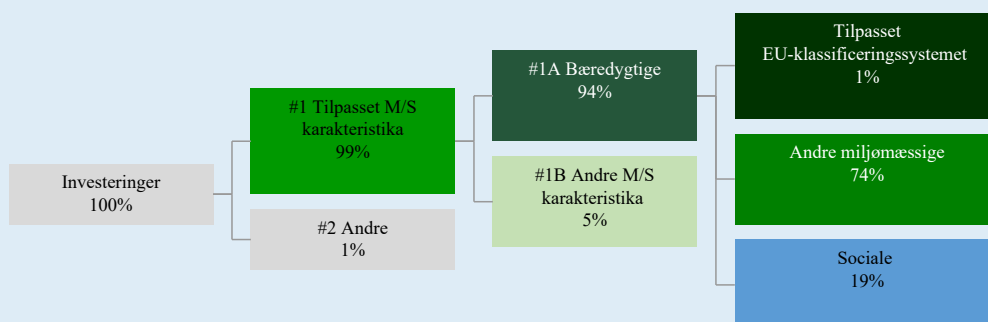 Investeringer
100%
#1 Tilpasset M/S
karakteristika
99%
#2 Andre
1%
#1A Bæredygtige
94%
#1B Andre M/S
karakteristika
5%
Tilpasset
EU-klassificeringssystemet
1%
Andre miljømæssige
74%
Sociale
19%